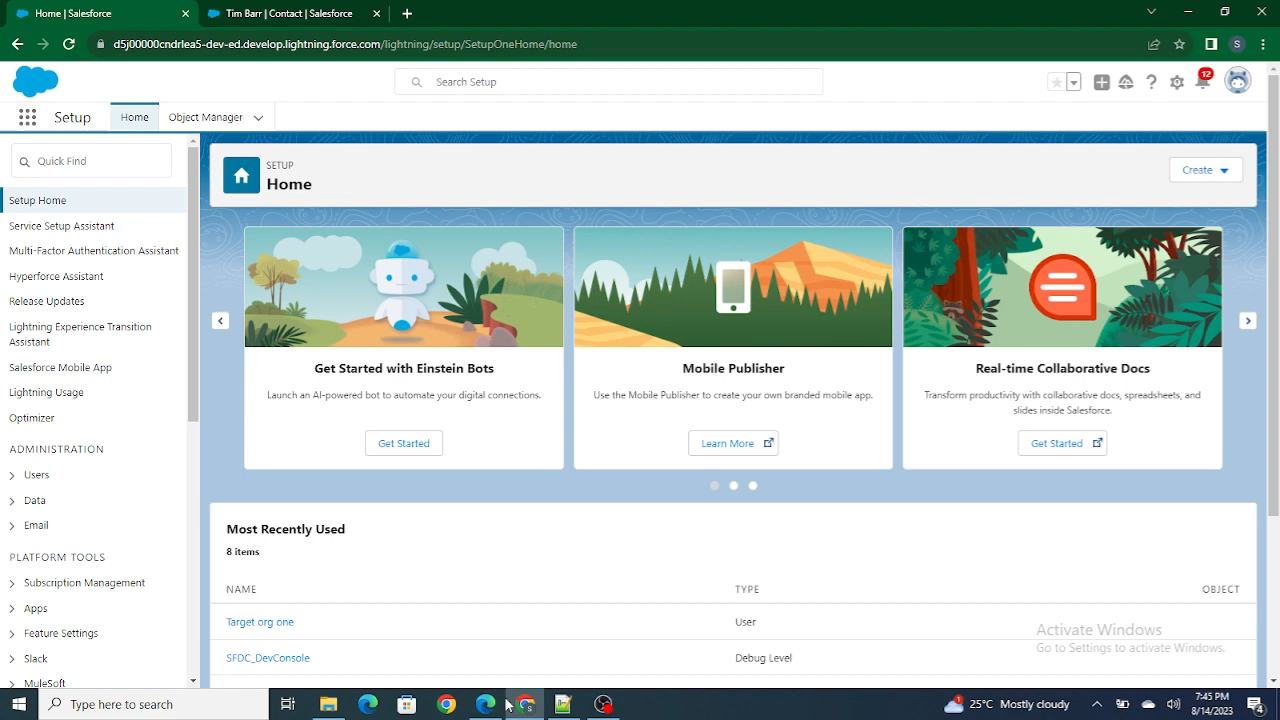 Home | Salesforce
Tim Bar | Contact | Salesforce
d5j00000cndrlea5-dev-ed.develop.lightning.force.com/lightning/setup/SetupOneHome/home
S
Search Setup
12
Setup
Home
Object Manager
Quick Find
SETUP
Home
Create
Setup Home
Service Setup Assistant
Multi-Factor Authentication Assistant
Hyperforce Assistant
Release Updates
Lightning Experience Transition
Assistant
Salesforce Mobile App
Lightning Usage
Optimizer
ADMINISTRATION
Users
Data
Email
PLATFORM TOOLS
Subscription Management
Apps
Feature Settings
Slack
MuleSoft
Get Started with Einstein Bots
Launch an AI-powered bot to automate your digital connections.
Get Started
Mobile Publisher
Use the Mobile Publisher to create your own branded mobile app.
Learn More
Real-time Collaborative Docs
Transform productivity with collaborative docs, spreadsheets, and
slides inside Salesforce.
Get Started
Most Recently Used
8 items
NAME TYPE OBJECT
Target org one User
SFDC_DevConsole Debug Level
Activate Windows
Go to Settings to activate Windows.
Type here to search
25°C Mostly cloudy
7:45 PM
8/14/2023
4